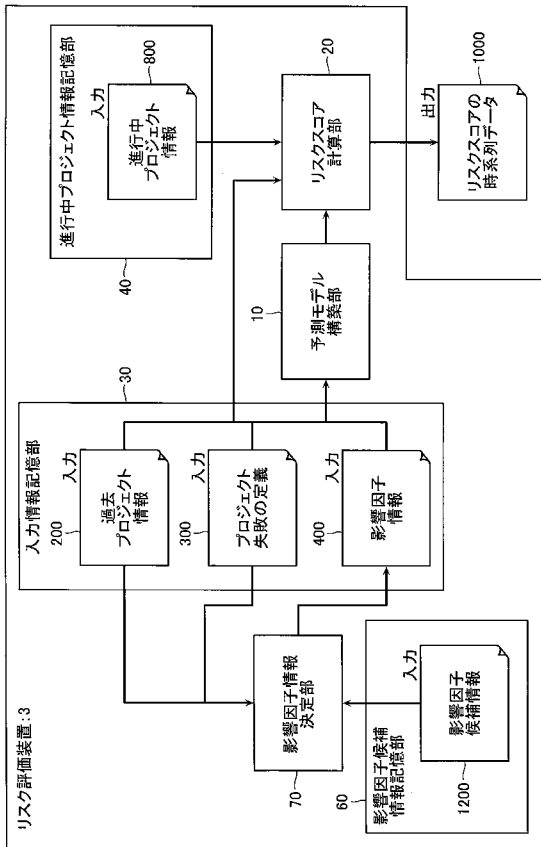 リスク評価装置:3
入力情報記憶部
30
200
入力
過去
プロジェクト
情報
300
入力
プロジェクト
失敗の定義
400
入力
影響因子
情報
影響因子情報
決定部
70
60
影響因子候補
情報記憶部
入力
影響因子
候補情報
1200
10
予測モデル
構築部
進行中プロジェクト情報記憶部
40
入力
800
進行中
プロジェクト
情報
20
リスクスコア
計算部
出力
1000
リスクスコアの
時系列データ